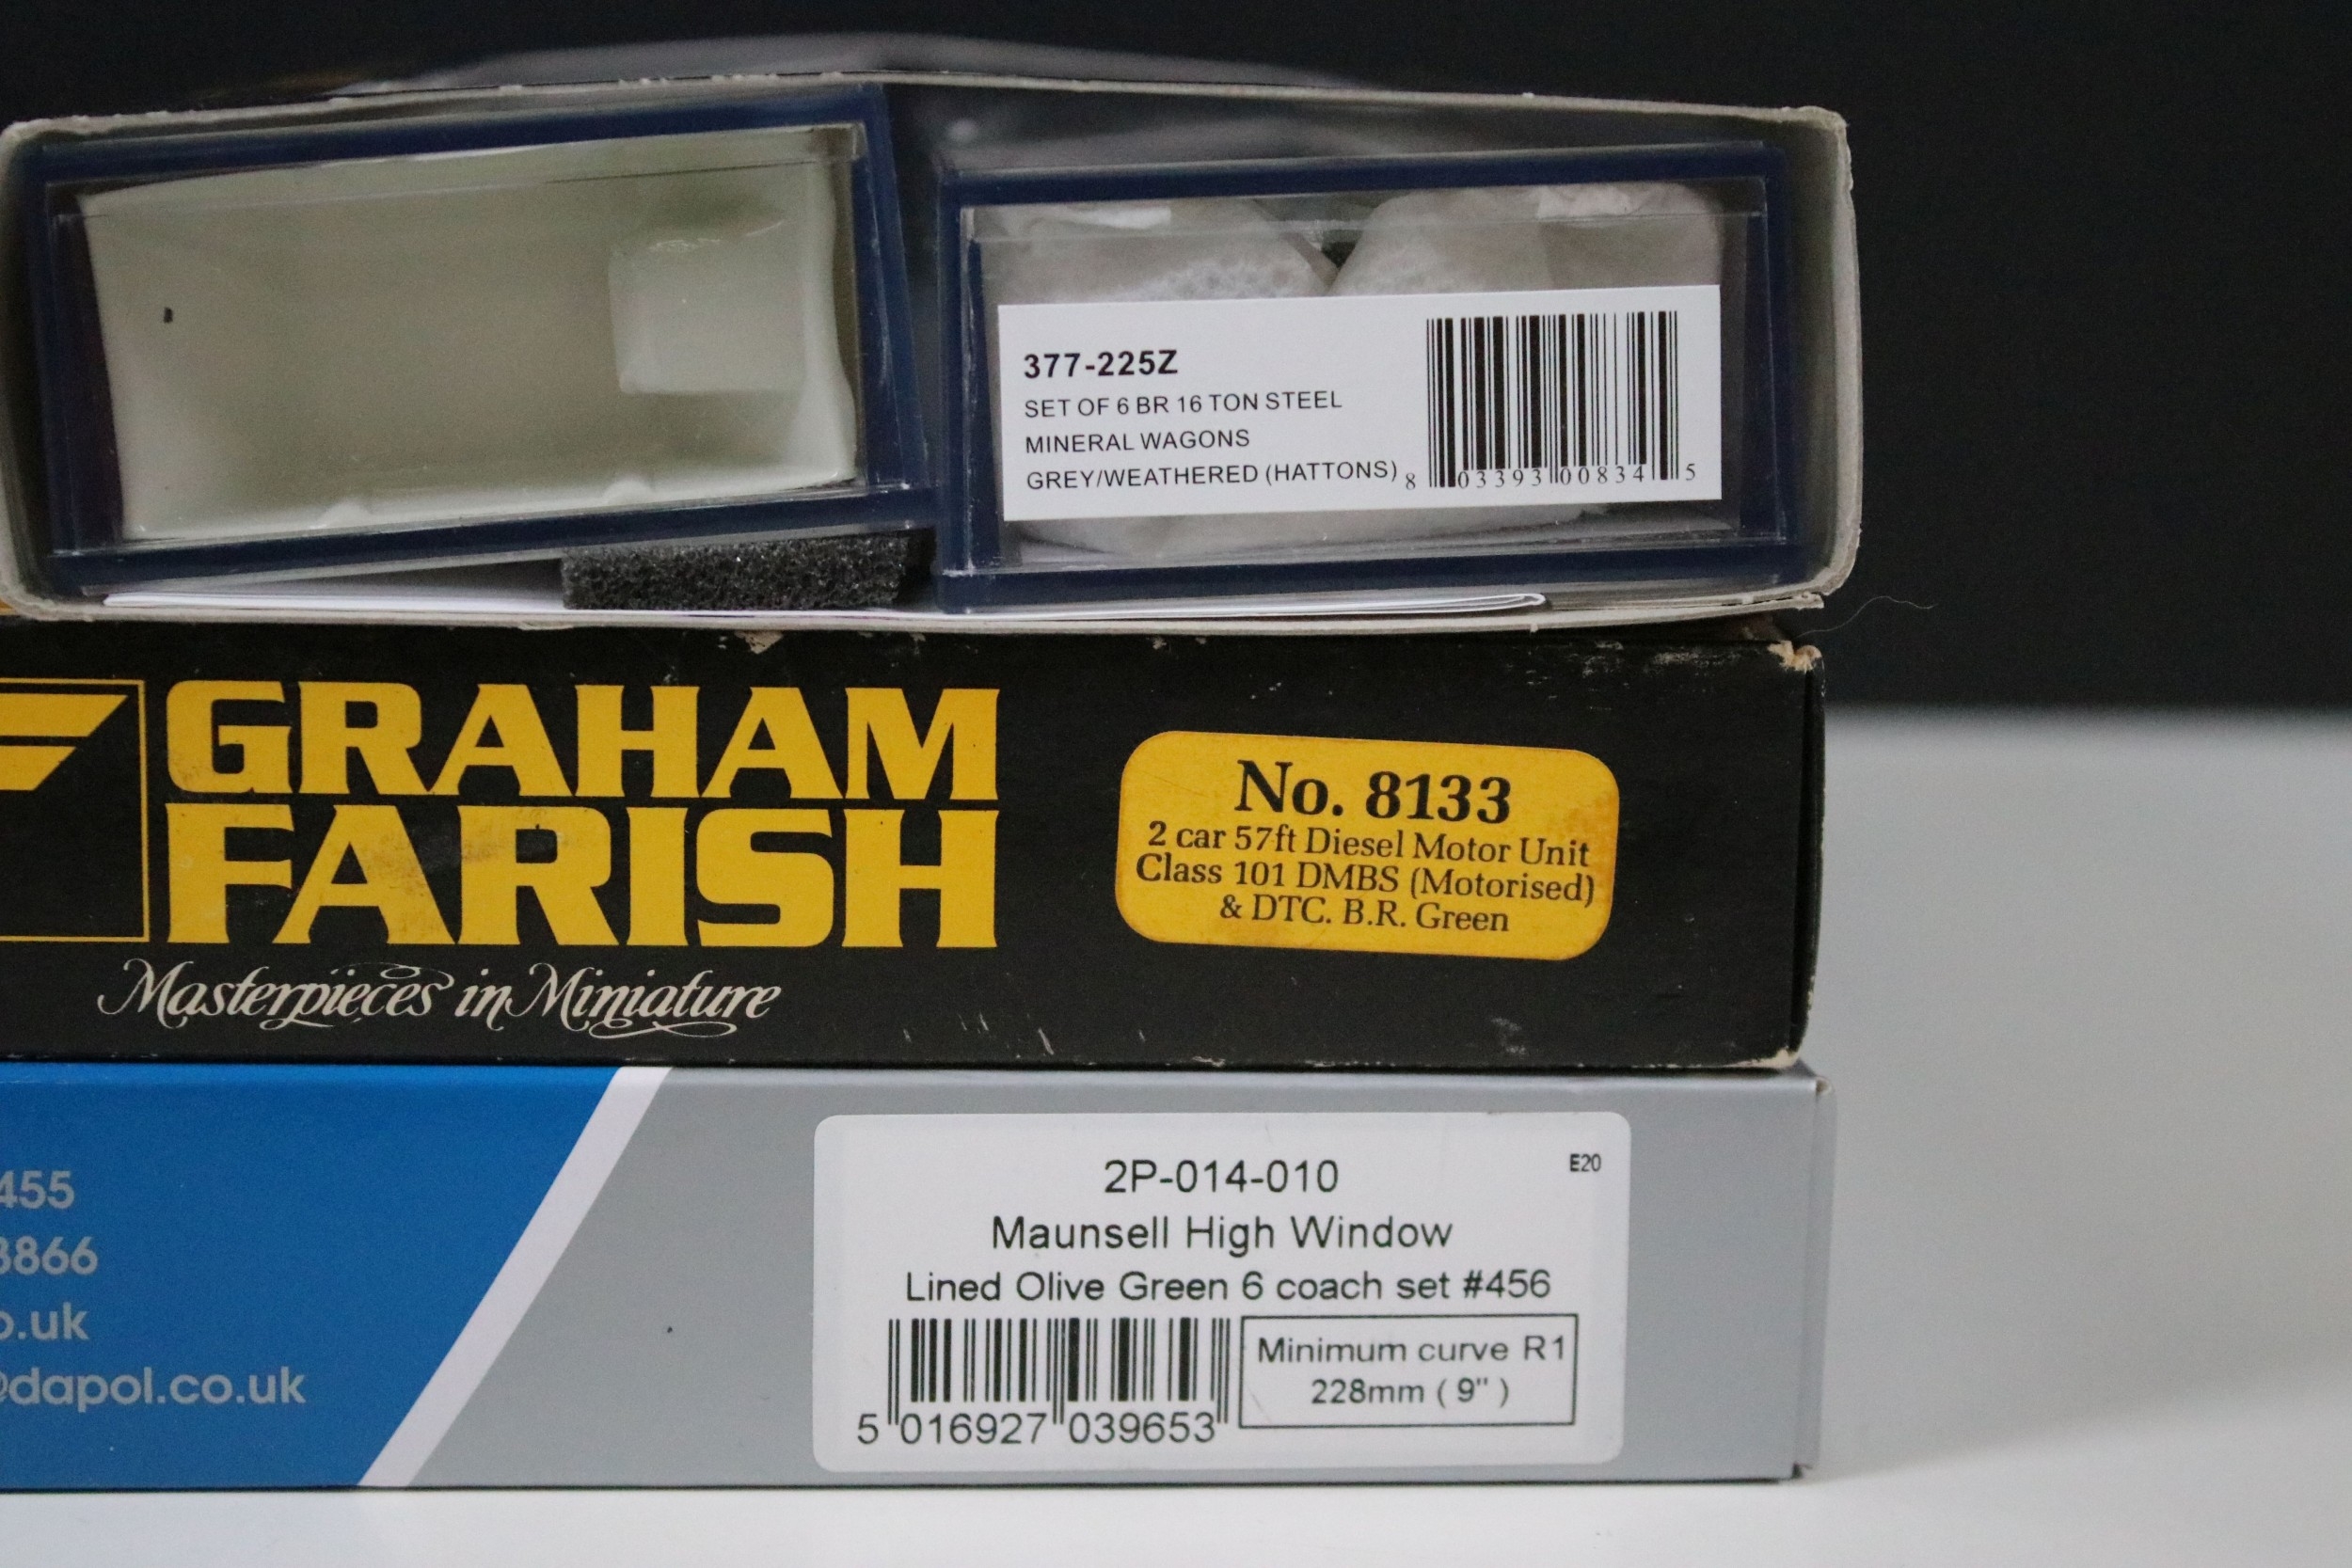 377-225Z
SET OF 6 BR 16 TON STEEL
MINERAL WAGONS
GREY/WEATHERED (HATTONS)
8 03393 00834 5
GRAHAM
FARISH
Masterpieces in Miniature
No. 8133
2 car 57ft Diesel Motor Unit
Class 101 DMBS (Motorised)
& DTC. B.R. Green
455
3866
o.uk
@dapol.co.uk
2P-014-010
E20
Maunsell High Window
Lined Olive Green 6 coach set #456
5 016927 039653
Minimum curve R1
228mm ( 9" )